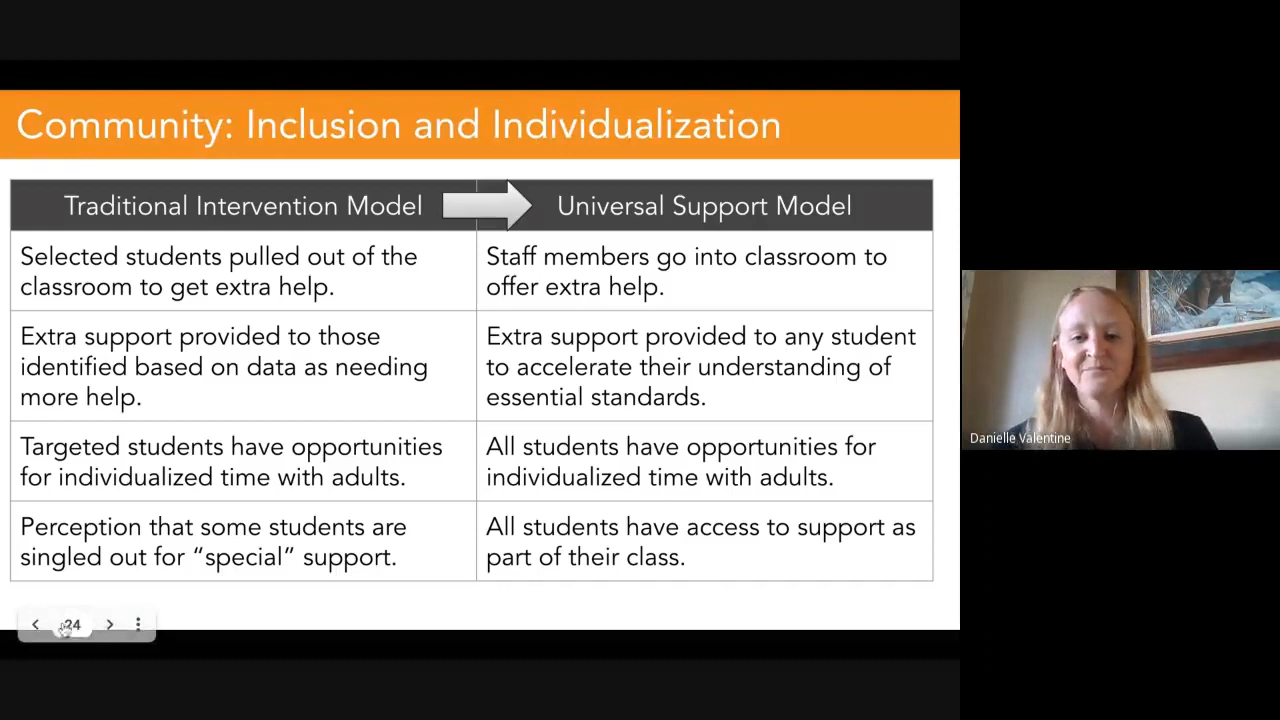 Community: Inclusion and Individualization
Traditional Intervention Model
Universal Support Model
Selected students pulled out of the
classroom to get extra help.
Staff members go into classroom to
offer extra help.
Extra support provided to those
identified based on data as needing
more help.
Extra support provided to any student
to accelerate their understanding of
essential standards.
Targeted students have opportunities
for individualized time with adults.
All students have opportunities for
individualized time with adults.
Perception that some students are
singled out for “special” support.
All students have access to support as
part of their class.
24
Danielle Valentine